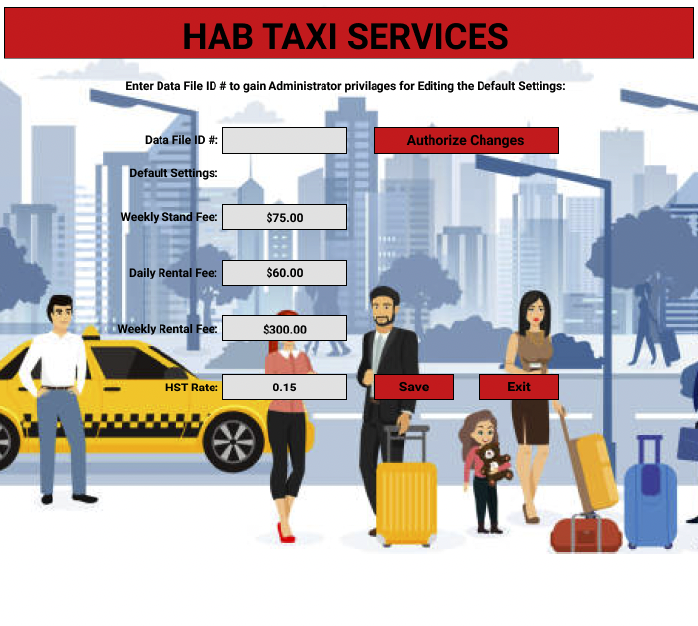 HAB TAXI SERVICES
Enter Data File ID # to gain Administrator privilages for Editing the Default Settings:
Data File ID #:
Authorize Changes
Default Settings:
Weekly Stand Fee: $75.00
Daily Rental Fee: $60.00
Weekly Rental Fee: $300.00
HST Rate: 0.15 Save Exit